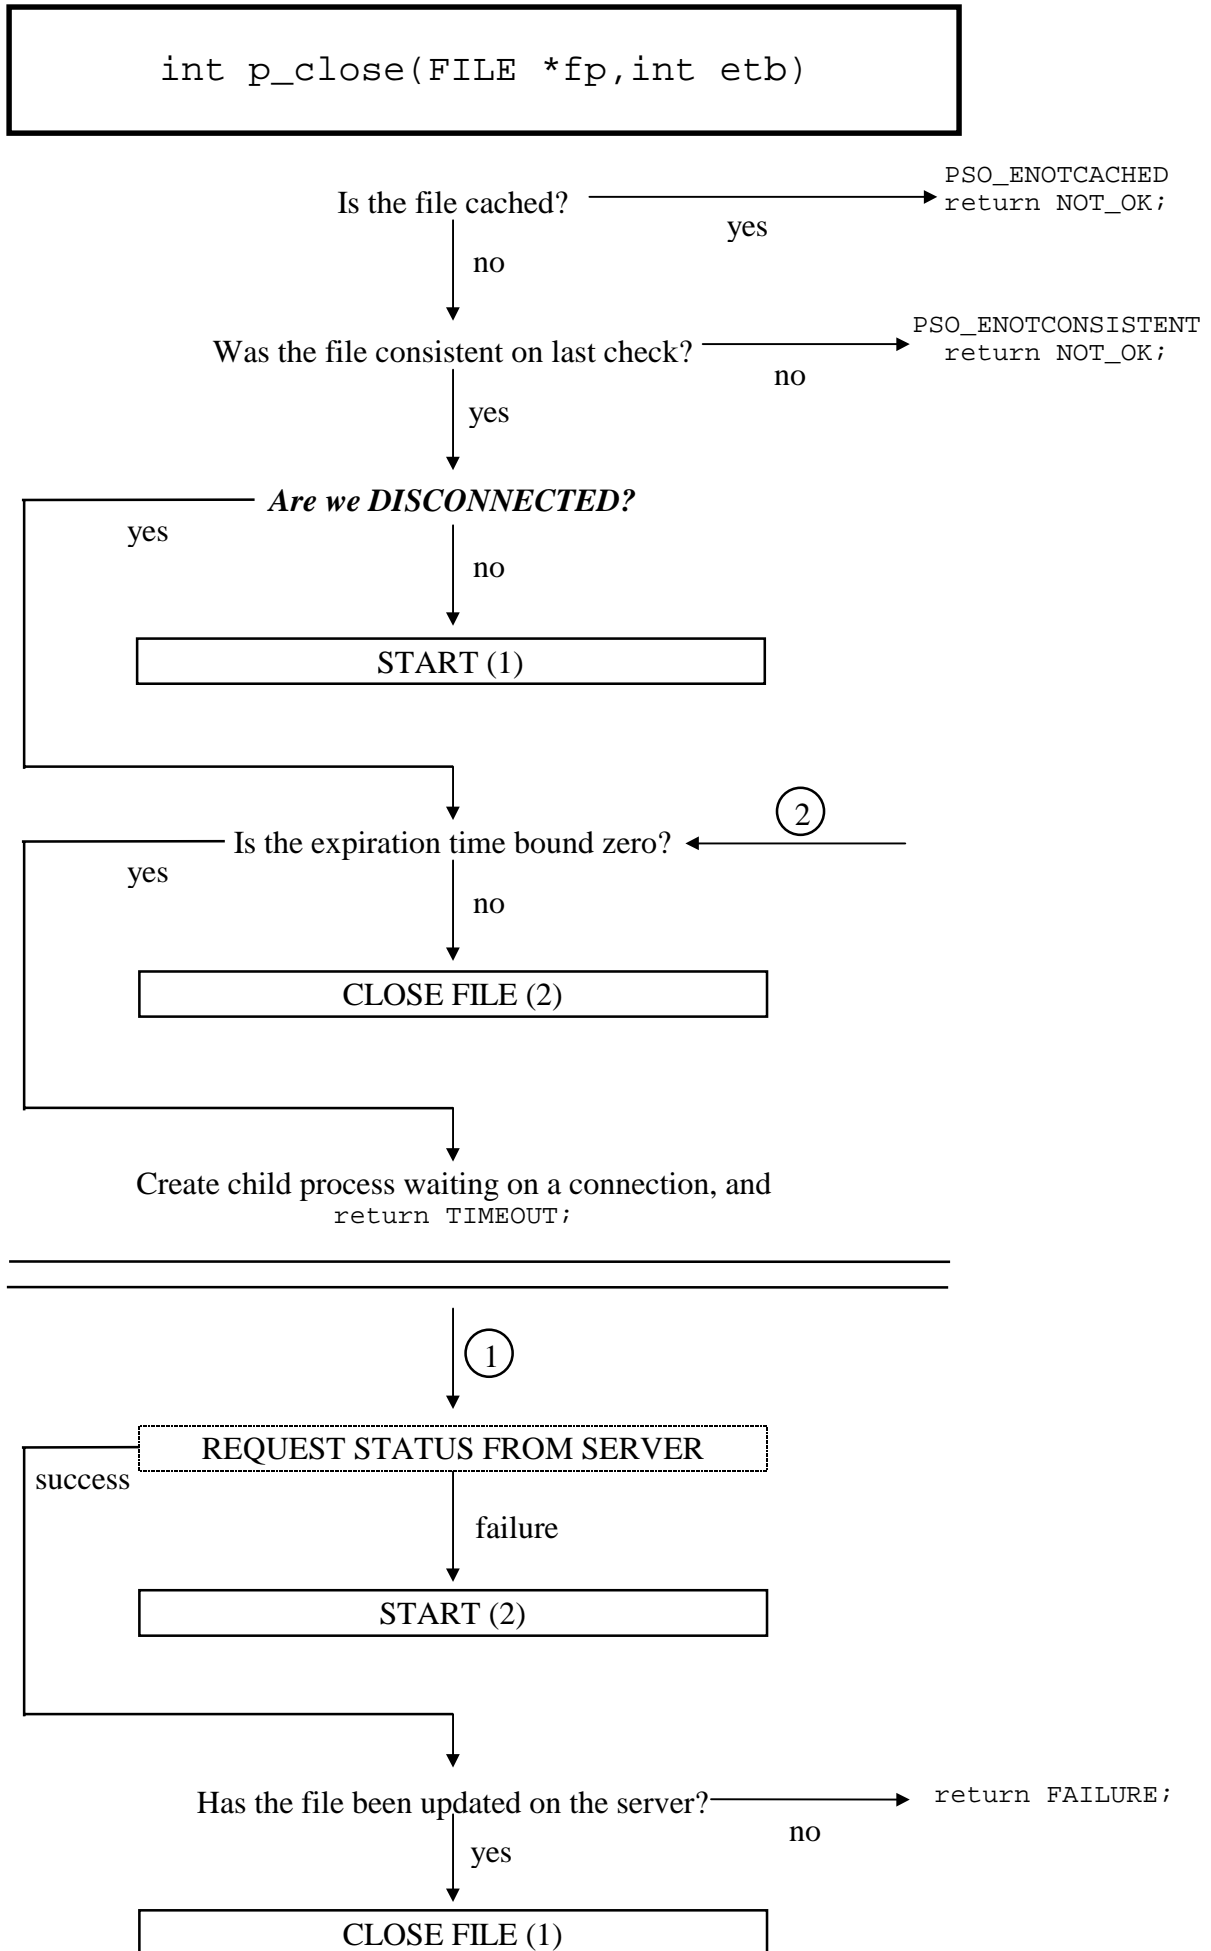 int p_close(FILE *fp,int etb)
PSO_ENOTCACHED
Is the file cached?
return NOT_OK;
yes
no
PSO_ENOTCONSISTENT
Was the file consistent on last check?
return NOT_OK;
no
yes
Are we DISCONNECTED?
yes
no
START (1)
2
Is the expiration time bound zero?
yes
no
CLOSE FILE (2)
Create child process waiting on a connection, and
return TIMEOUT;
1
REQUEST STATUS FROM SERVER
success
failure
START (2)
Has the file been updated on the server?
return FAILURE;
no
yes
CLOSE FILE (1)